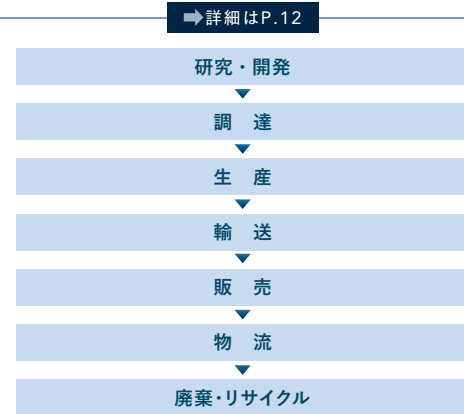 ➡詳細はP.12
研究・開発
調　達
生　産
輸　送
販　売
物　流
廃棄・リサイクル